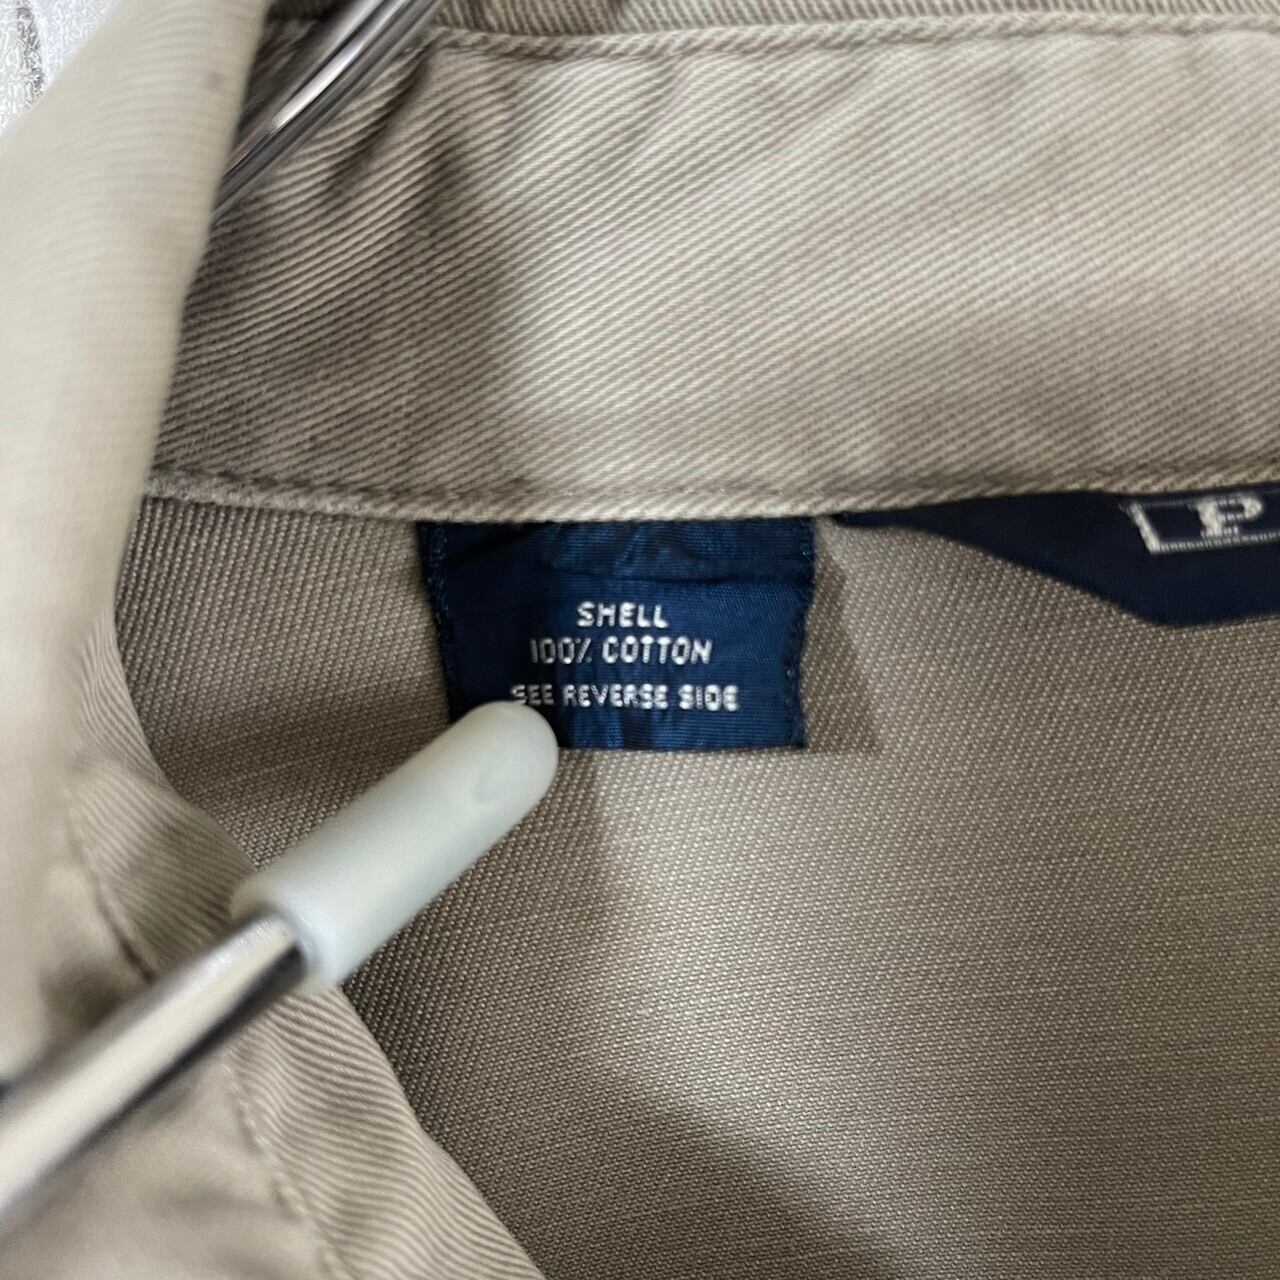 SHELL
100% COTTON
SEE REVERSE SIDE
P